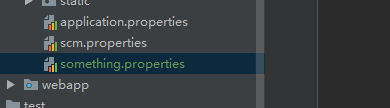 static
application.properties
scm.properties
something.properties
webapp
test